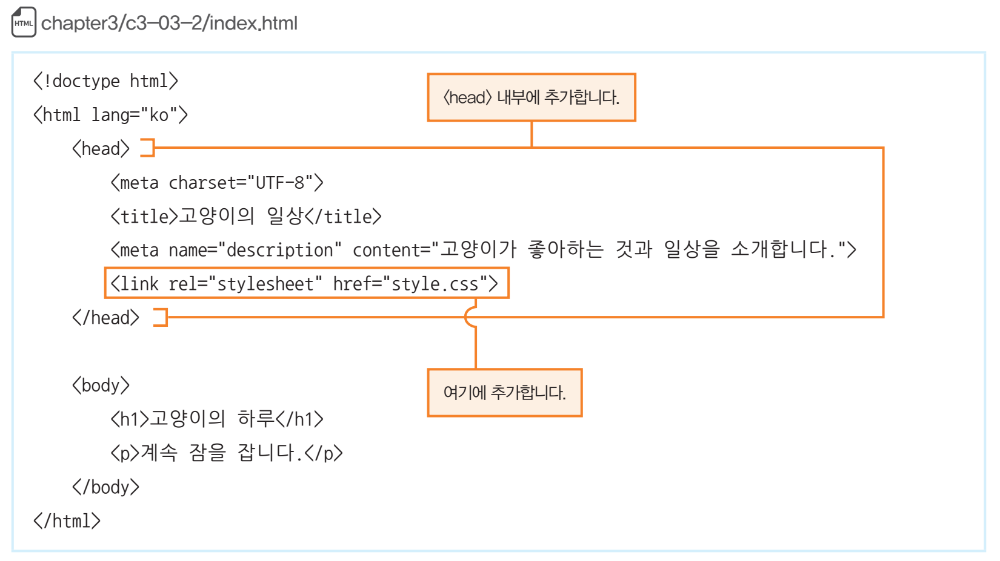 HTML chapter3/c3-03-2/index.html
<!doctype html>
<head> 내부에 추가합니다.
<html lang="ko">
<head>
<meta charset="UTF-8">
<title>고양이의 일상</title>
<meta name="description" content="고양이가 좋아하는 것과 일상을 소개합니다.">
<link rel="stylesheet" href="style.css">
</head>
<body>
여기에 추가합니다.
<h1>고양이의 하루</h1>
<p>계속 잠을 잡니다.</p>
</body>
</html>